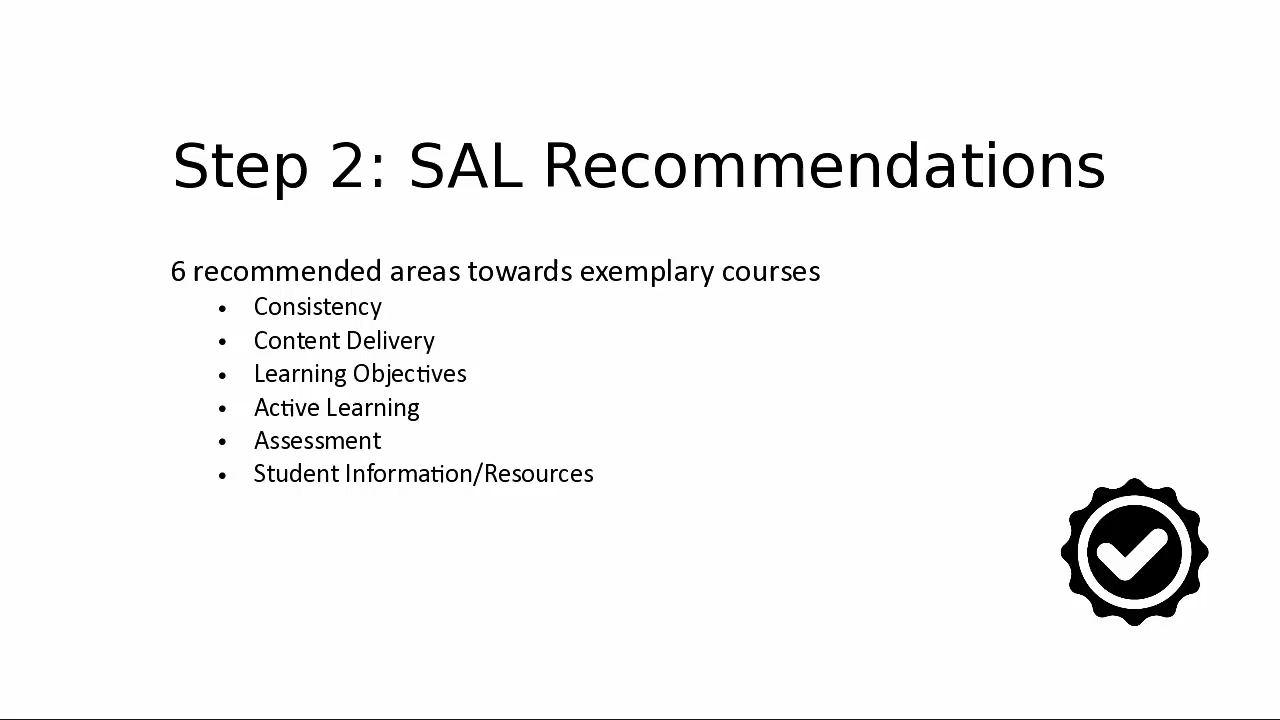 Step 2: SAL Recommendations
6 recommended areas towards exemplary courses
• Consistency
• Content Delivery
• Learning Objectives
• Active Learning
• Assessment
• Student Information/Resources